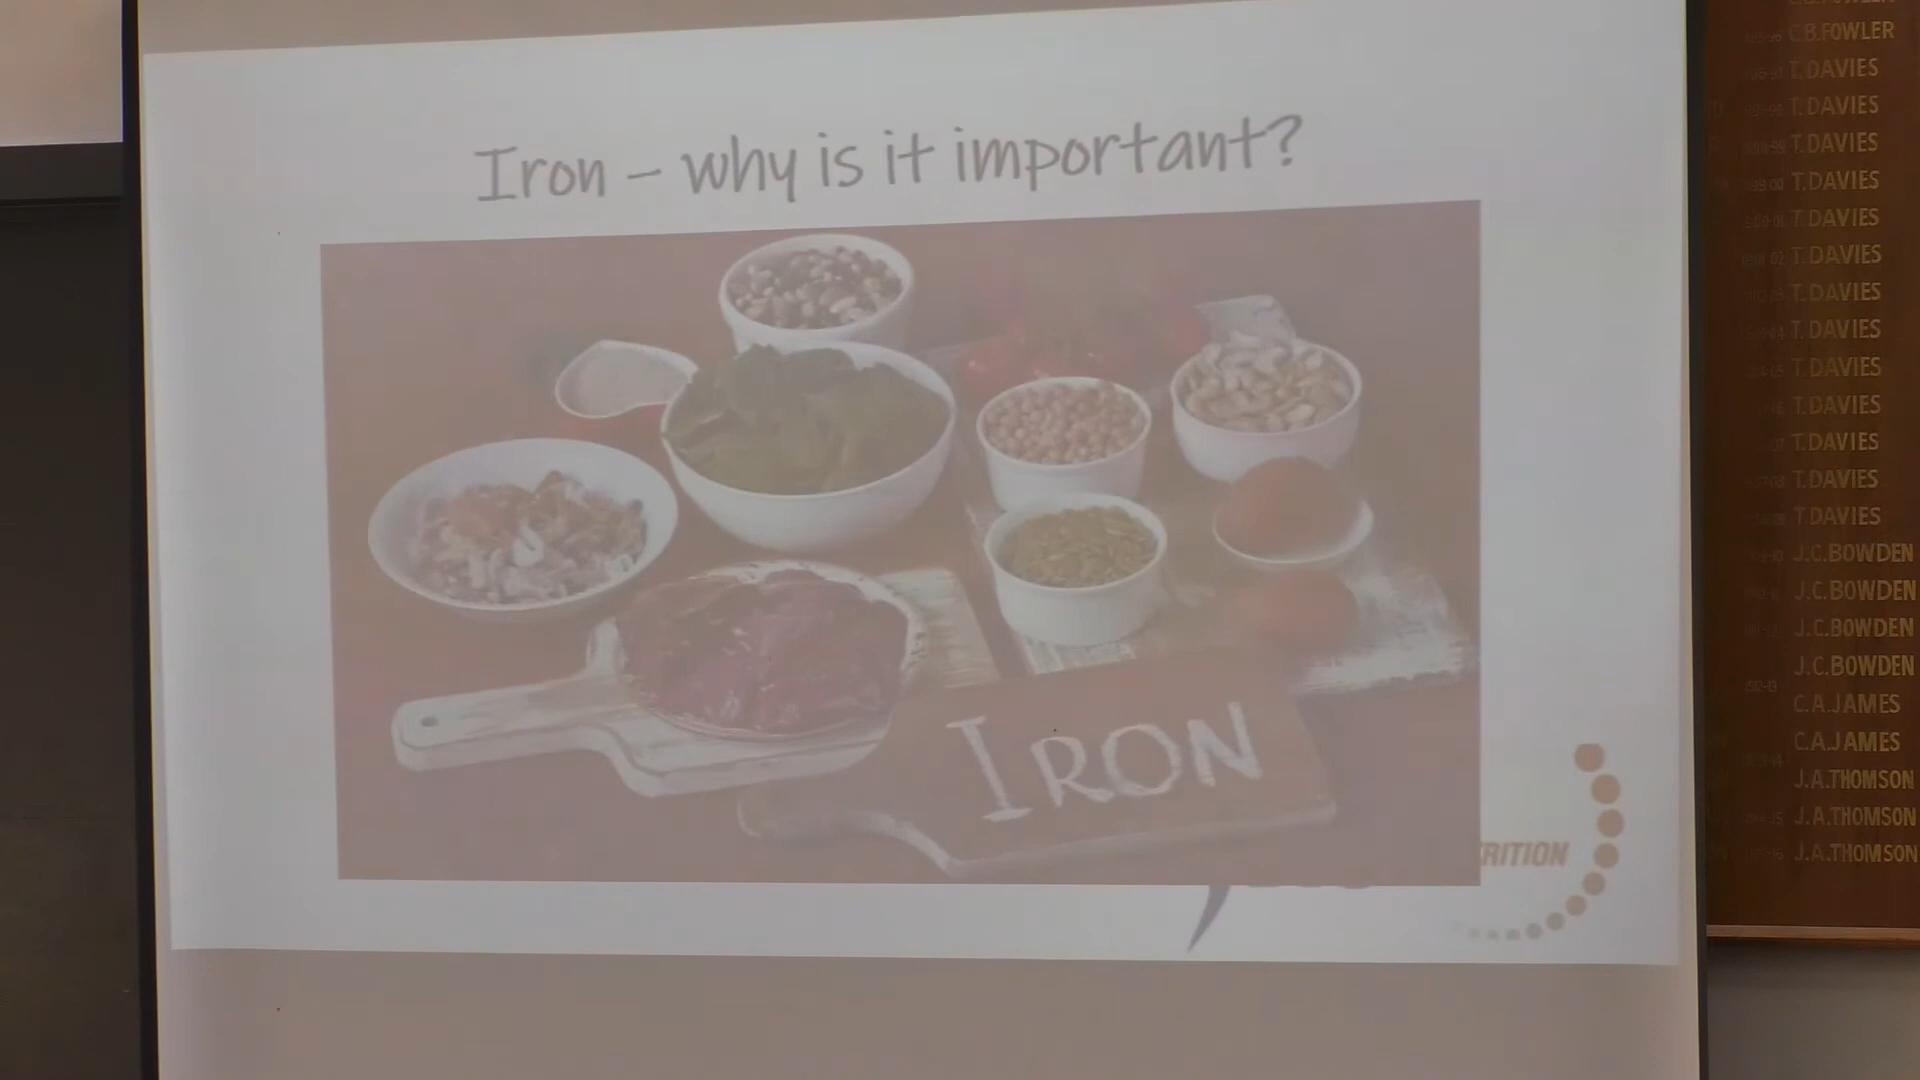 Iron – why is it important?
IRON
RITION
C.B.FOWLER
T.DAVIES
T.DAVIES
T.DAVIES
T.DAVIES
T.DAVIES
T.DAVIES
T.DAVIES
T.DAVIES
T.DAVIES
T.DAVIES
T.DAVIES
T.DAVIES
T.DAVIES
J.C.BOWDEN
J.C.BOWDEN
J.C.BOWDEN
J.C.BOWDEN
C.A.JAMES
C.A.JAMES
J.A.THOMSON
J.A.THOMSON
J.A.THOMSON